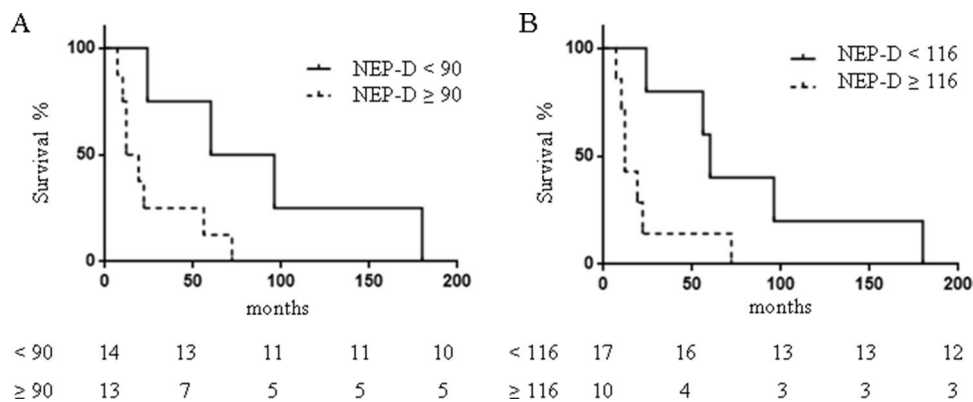 A
100
50
0
Survival %
NEP-D < 90
NEP-D ≥ 90
0 50 100 150 200
months
< 90 14 13 11 11 10
≥ 90 13 7 5 5 5
B
100
50
0
Survival %
NEP-D < 116
NEP-D ≥ 116
0 50 100 150 200
months
< 116 17 16 13 13 12
≥ 116 10 4 3 3 3